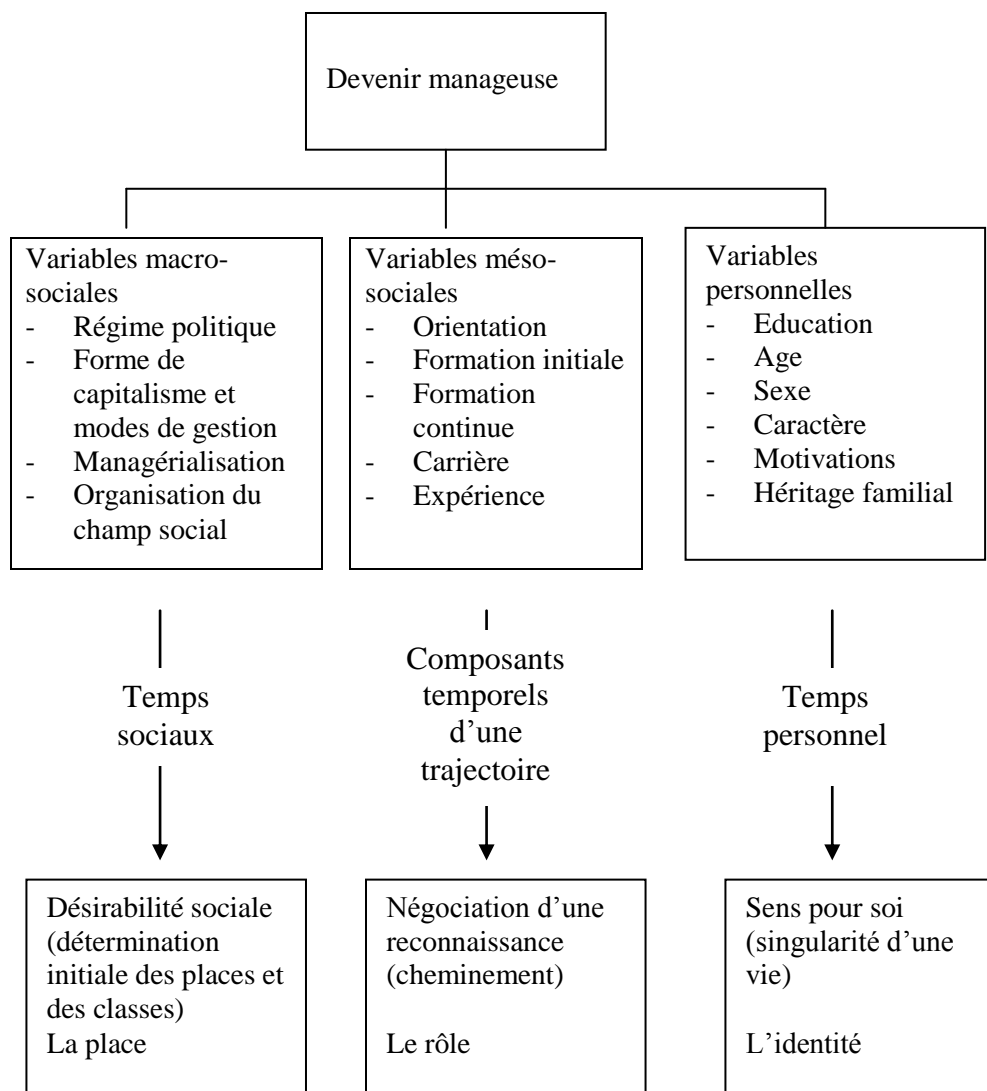 Devenir manageuse
Variables macro-
sociales
- Régime politique
- Forme de
capitalisme et
modes de gestion
- Managérialisation
- Organisation du
champ social
Variables méso-
sociales
- Orientation
- Formation initiale
- Formation
continue
- Carrière
- Expérience
Variables
personnelles
- Education
- Age
- Sexe
- Caractère
- Motivations
- Héritage familial
Temps
sociaux
Composants
temporels
d’une
trajectoire
Temps
personnel
Désirabilité sociale
(détermination
initiale des places et
des classes)
La place
Négociation d’une
reconnaissance
(cheminement)
Le rôle
Sens pour soi
(singularité d’une
vie)
L’identité